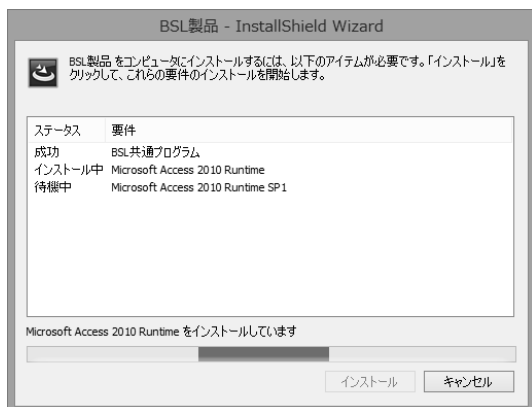 BSL製品 - InstallShield Wizard
BSL製品 をコンピュータにインストールするには、以下のアイテムが必要です。「インストール」を
クリックして、これらの要件のインストールを開始します。
ステータス 要件
成功 BSL共通プログラム
インストール中 Microsoft Access 2010 Runtime
待機中 Microsoft Access 2010 Runtime SP1
Microsoft Access 2010 Runtime をインストールしています
インストール キャンセル